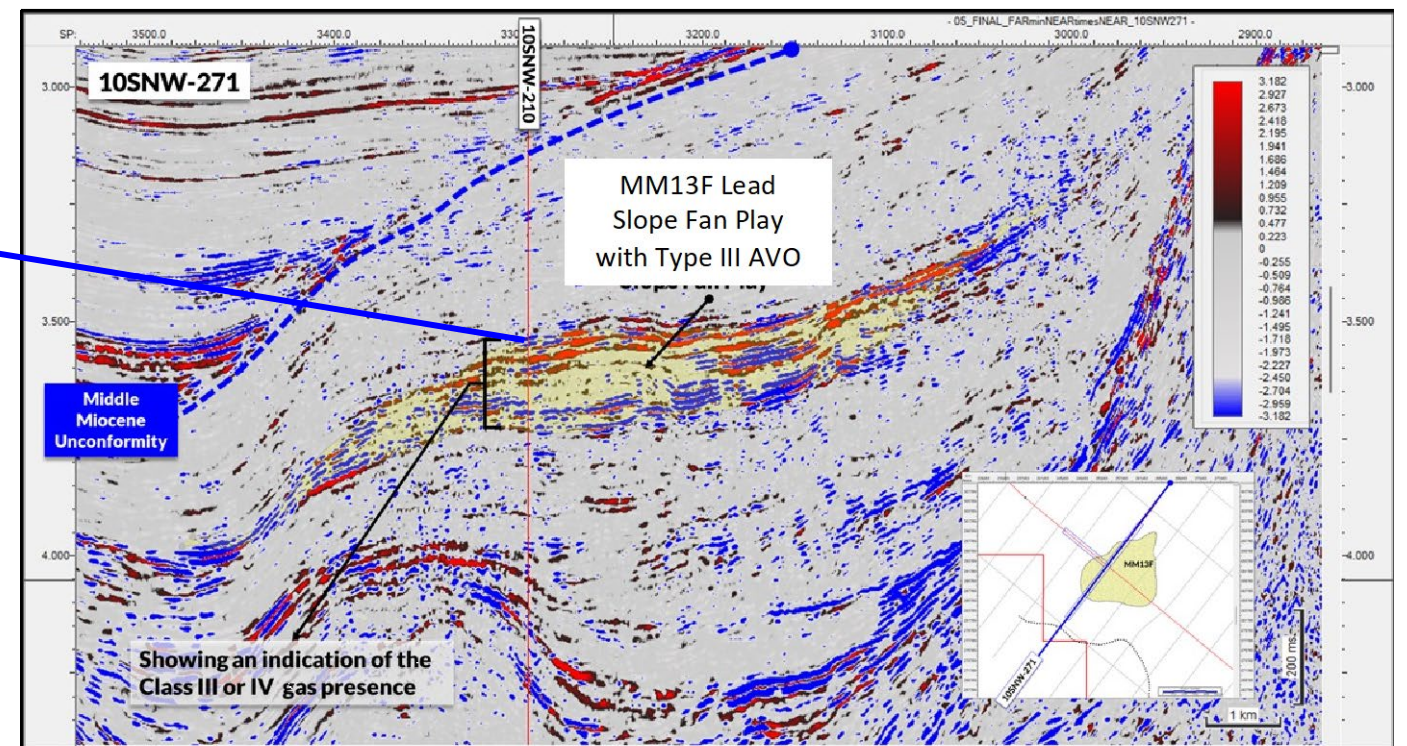 - 05_FINAL_FARminNEARtimesNEAR_10SNW271 -
SP: 3500.0 3400.0 3200.0 3100.0 3000.0 2900.0
10SNW-271
10SNW-210
3.000
-3.000
3.182
2.927
2.673
2.418
2.195
1.941
1.686
1.464
1.209
0.955
0.732
0.477
0.223
0
-0.255
-0.509
-0.764
-0.986
-1.241
-1.495
-1.718
-1.973
-2.227
-2.450
-2.704
-2.959
-3.182
MM13F Lead
Slope Fan Play
with Type III AVO
Slope Fan Play
3.500
-3.500
Middle
Miocene
Unconformity
4.000
-4.000
MM13F
10SNW-271
Showing an indication of the
Class III or IV gas presence
200 ms.
1 km